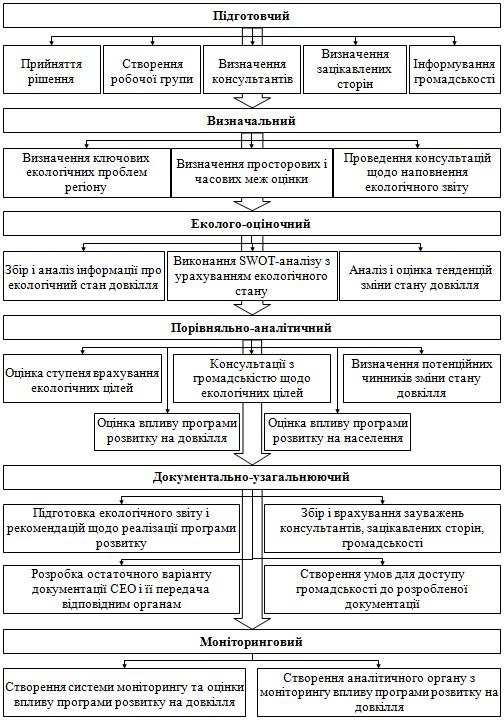 Підготовчий
Прийняття
рішення
Створення
робочої групи
Визначення
консультантів
Визначення
зацікавлених
сторін
Інформування
громадськості
Визначальний
Визначення ключових
екологічних проблем
регіону
Визначення просторових і
часових меж оцінки
Проведення консультацій
щодо наповнення
екологічного звіту
Еколого-оціночний
Збір і аналіз інформації про
екологічний стан довкілля
Виконання SWOT-аналізу з
урахуванням екологічного
стану
Аналіз і оцінка тенденцій
зміни стану довкілля
Порівняльно-аналітичний
Оцінка ступеня врахування
екологічних цілей
Консультації з
громадськістю щодо
екологічних цілей
Визначення потенційних
чинників зміни стану
довкілля
Оцінка впливу програми
розвитку на довкілля
Оцінка впливу програми
розвитку на населення
Документально-узагальнюючий
Підготовка екологічного звіту і
рекомендацій щодо реалізації програми
розвитку
Збір і врахування зауважень
консультантів, зацікавлених сторін,
громадськості
Розробка остаточного варіанту
документації СЕО і її передача
відповідним органам
Створення умов для доступу
громадськості до розробленої
документації
Моніторинговий
Створення системи моніторингу та оцінки
впливу програми розвитку на довкілля
Створення аналітичного органу з
моніторингу впливу програми розвитку на
довкілля